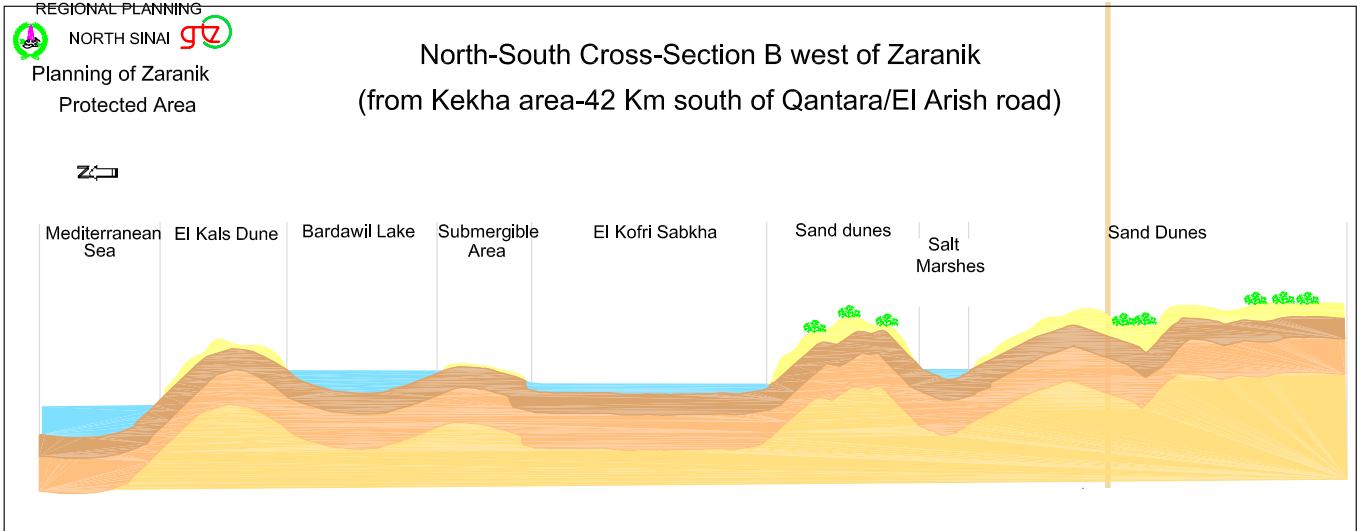 REGIONAL PLANNING
NORTH SINAI gtz
Planning of Zaranik
Protected Area
North-South Cross-Section B west of Zaranik
(from Kekha area-42 Km south of Qantara/El Arish road)
N
Mediterranean
Sea
El Kals Dune
Bardawil Lake
Submergible
Area
El Kofri Sabkha
Sand dunes
Salt
Marshes
Sand Dunes